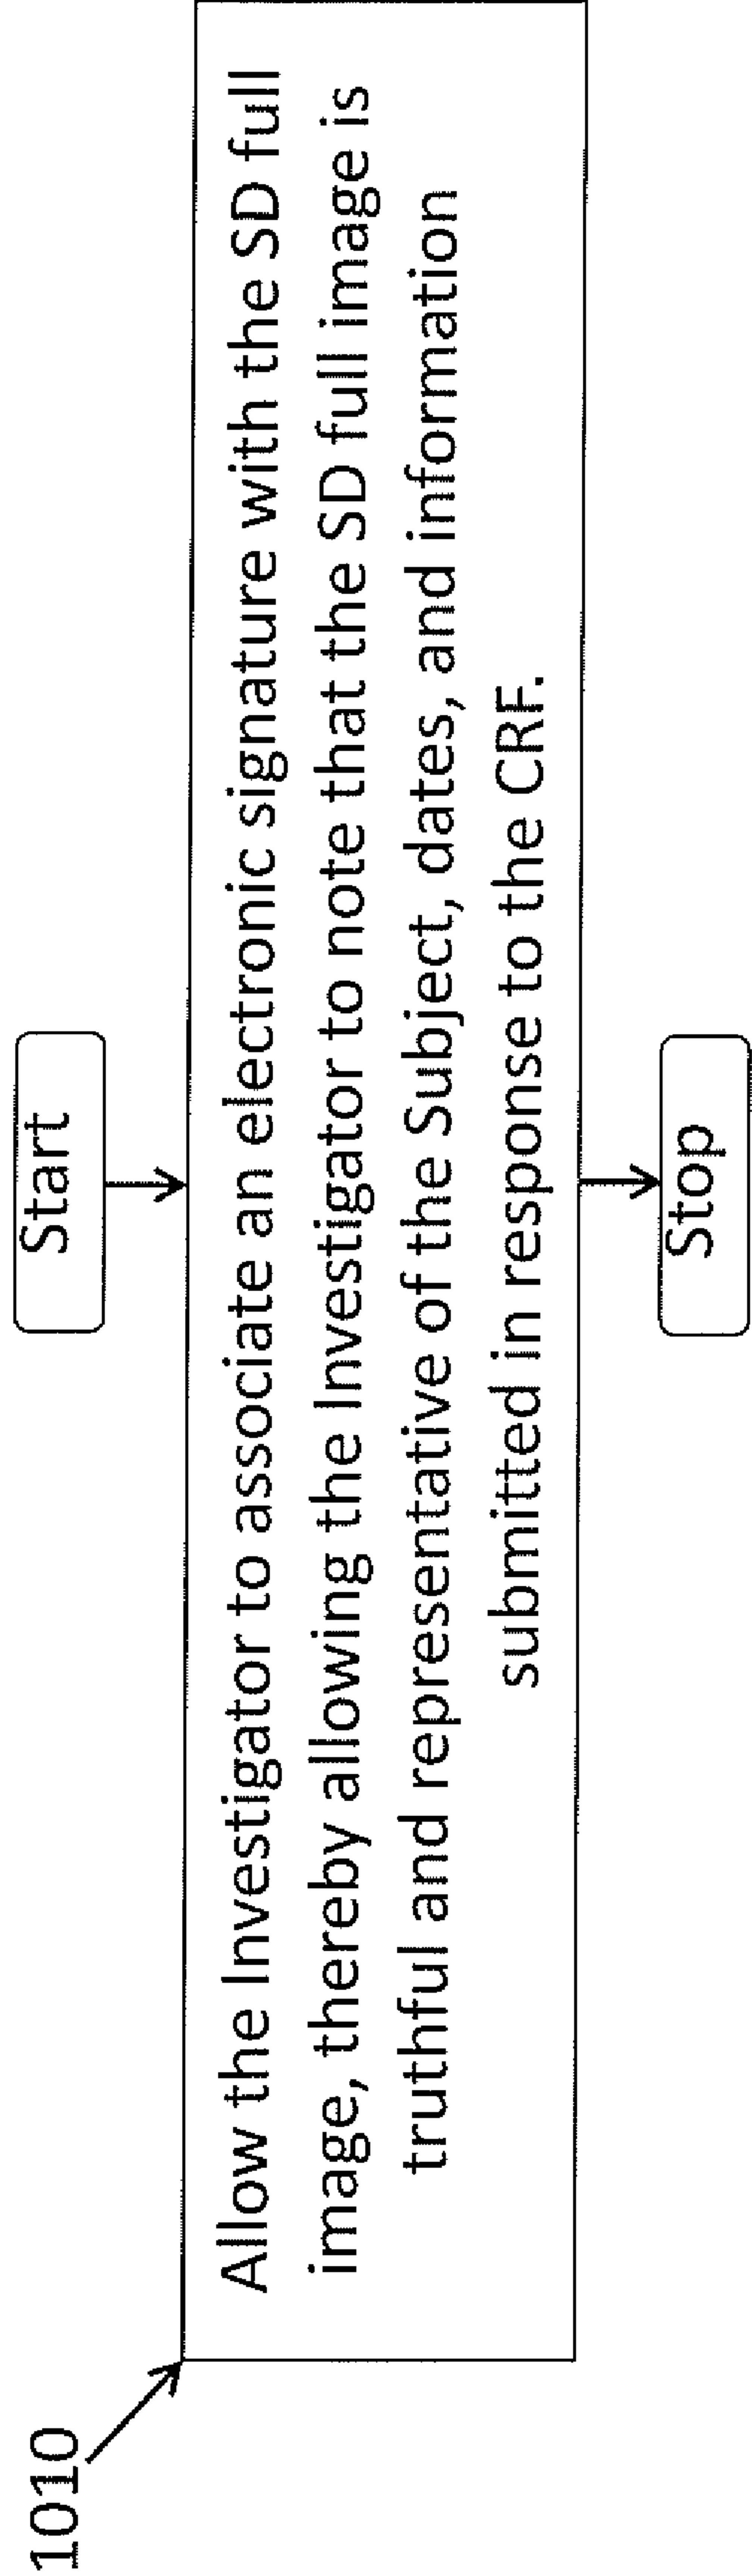 Start
1010
Allow the Investigator to associate an electronic signature with the SD full
image, thereby allowing the Investigator to note that the SD full image is
truthful and representative of the Subject, dates, and information
submitted in response to the CRF.
Stop